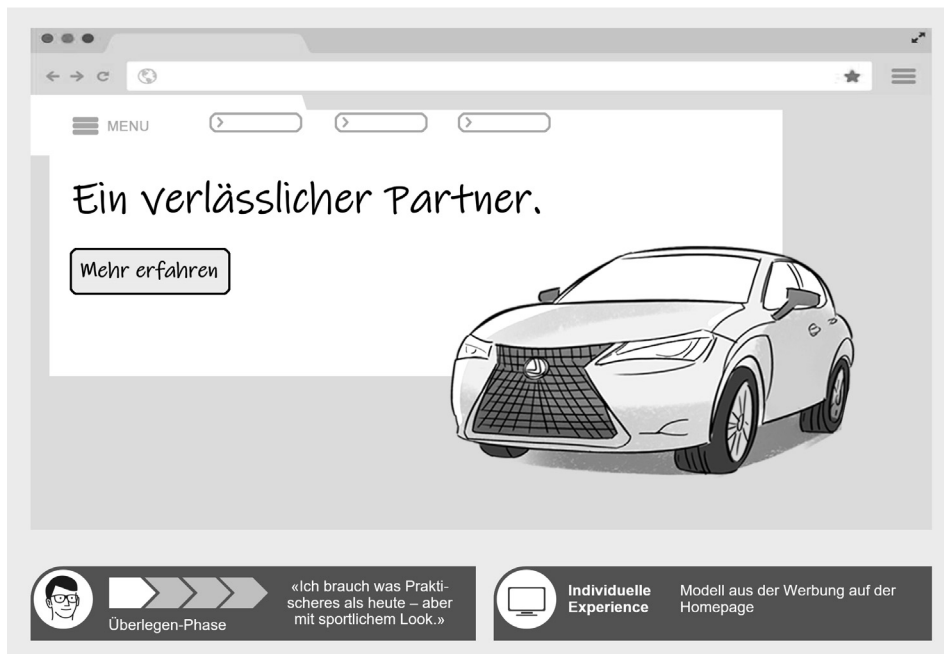 MENU
Ein verlässlicher Partner.
Mehr erfahren
Überlegen-Phase
«Ich brauch was Prakti-
scheres als heute – aber
mit sportlichem Look.»
Individuelle
Experience
Modell aus der Werbung auf der
Homepage